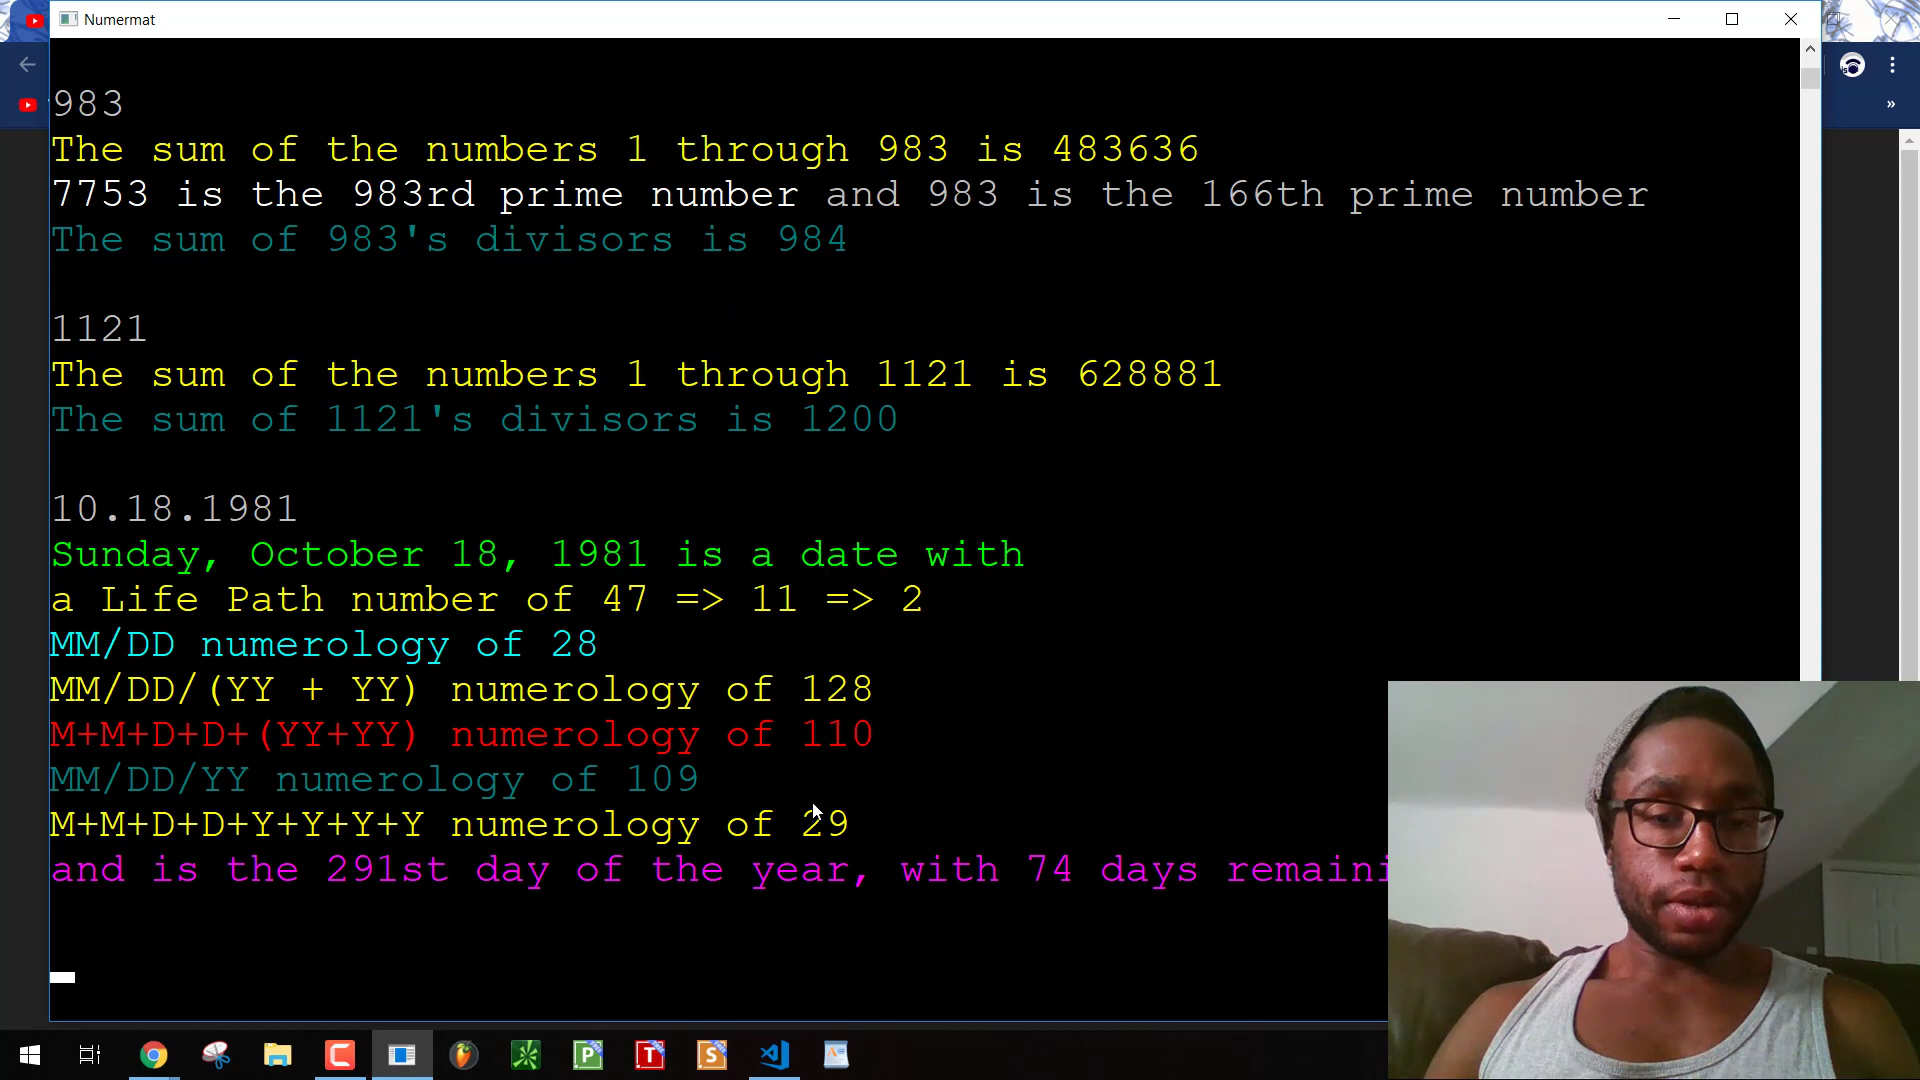 Numermat
983
The sum of the numbers 1 through 983 is 483636
7753 is the 983rd prime number and 983 is the 166th prime number
The sum of 983's divisors is 984
1121
The sum of the numbers 1 through 1121 is 628881
The sum of 1121's divisors is 1200
10.18.1981
Sunday, October 18, 1981 is a date with
a Life Path number of 47 => 11 => 2
MM/DD numerology of 28
MM/DD/(YY + YY) numerology of 128
M+M+D+D+(YY+YY) numerology of 110
MM/DD/YY numerology of 109
M+M+D+D+Y+Y+Y+Y numerology of 29
and is the 291st day of the year, with 74 days remaini
P T S